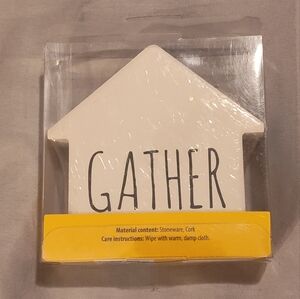 GATHER
Material content: Stoneware, Cork
Care instructions: Wipe with warm, damp cloth.